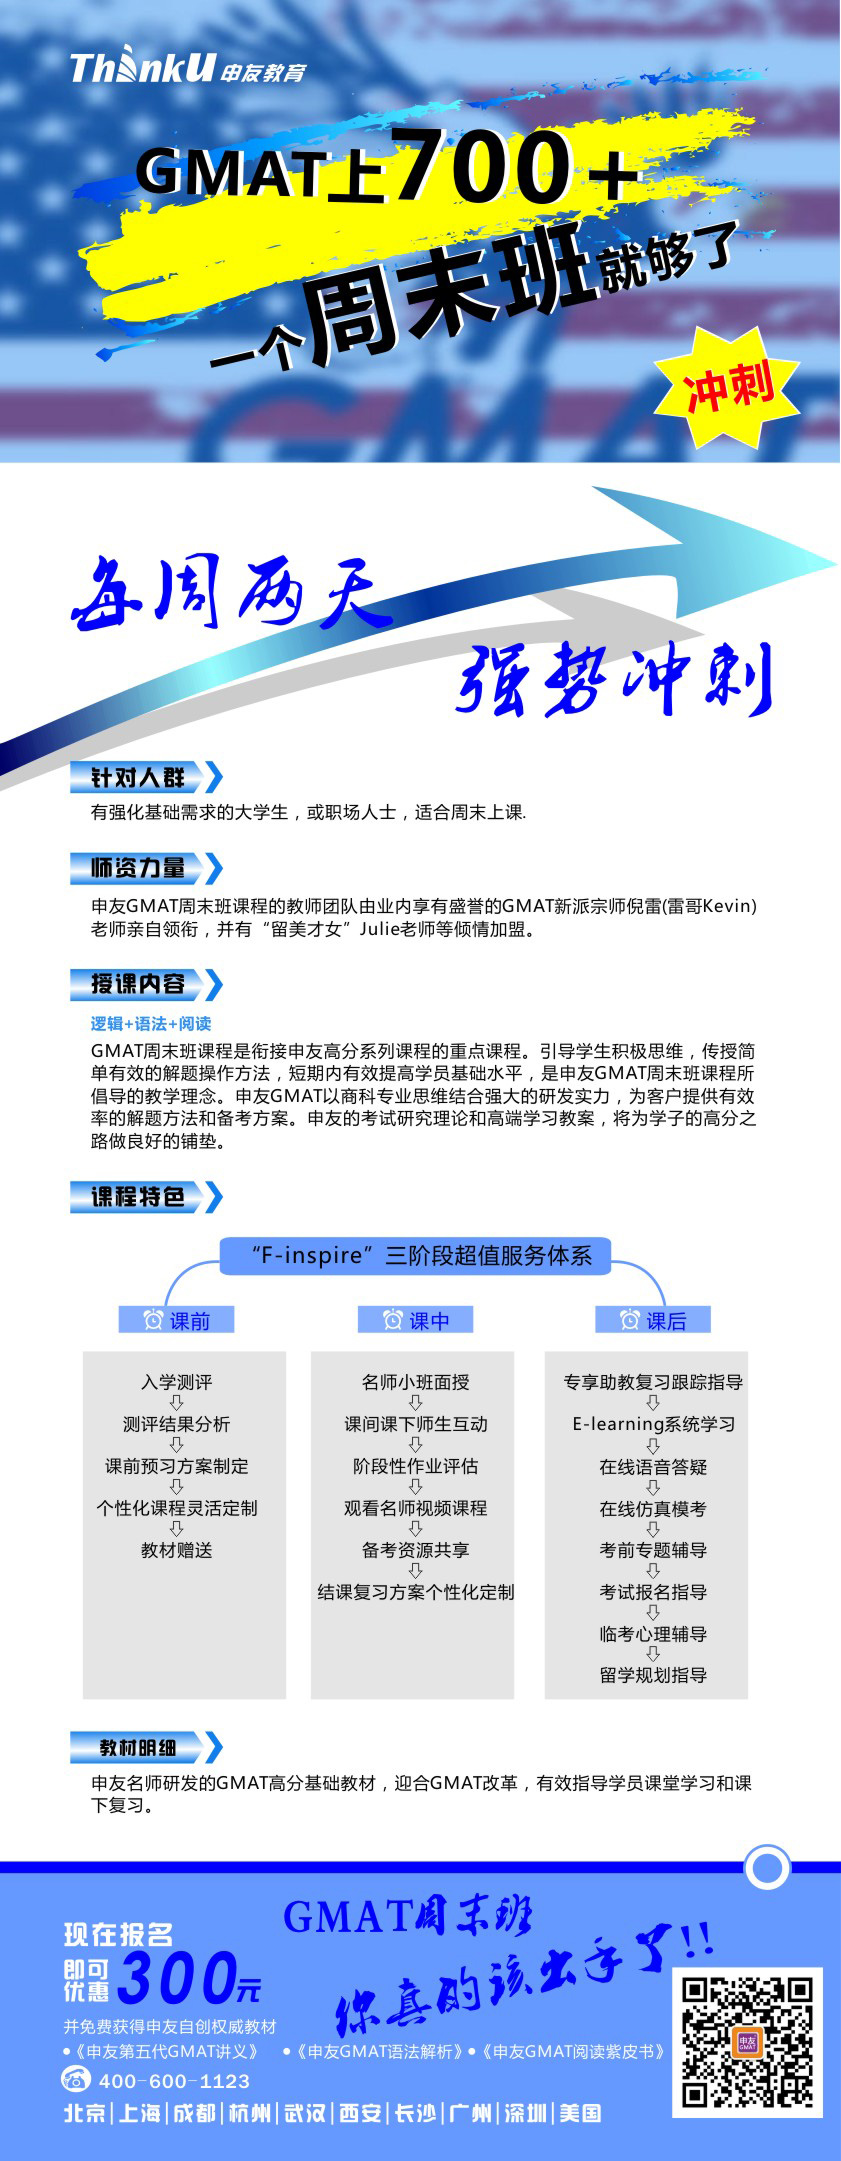 ThinkU 申友教育
GMAT上700+
一个周末班就够了
冲刺
每周两天
强势冲刺
针对人群
有强化基础需求的大学生，或职场人士，适合周末上课.
师资力量
申友GMAT周末班课程的教师团队由业内享有盛誉的GMAT新派宗师倪雷(雷哥Kevin)
老师亲自领衔，并有“留美才女”Julie老师等倾情加盟。
授课内容
逻辑+语法+阅读
GMAT周末班课程是衔接申友高分系列课程的重点课程。引导学生积极思维，传授简
单有效的解题操作方法，短期内有效提高学员基础水平，是申友GMAT周末班课程所
倡导的教学理念。申友GMAT以商科专业思维结合强大的研发实力，为客户提供有效
率的解题方法和备考方案。申友的考试研究理论和高端学习教案，将为学子的高分之
路做良好的铺垫。
课程特色
“F-inspire”三阶段超值服务体系
课前
入学测评
测评结果分析
课前预习方案制定
个性化课程灵活定制
教材赠送
课中
名师小班面授
课间课下师生互动
阶段性作业评估
观看名师视频课程
备考资源共享
结课复习方案个性化定制
课后
专享助教复习跟踪指导
E-learning系统学习
在线语音答疑
在线仿真模考
考前专题辅导
考试报名指导
临考心理辅导
留学规划指导
教材明细
申友名师研发的GMAT高分基础教材，迎合GMAT改革，有效指导学员课堂学习和课
下复习。
GMAT周末班
你真的该出手了!!
现在报名
即可优惠300元
并免费获得申友自创权威教材
●《申友第五代GMAT讲义》 ●《申友GMAT语法解析》●《申友GMAT阅读紫皮书》
400-600-1123
北京|上海|成都|杭州|武汉|西安|长沙|广州|深圳|美国
申友
GMAT